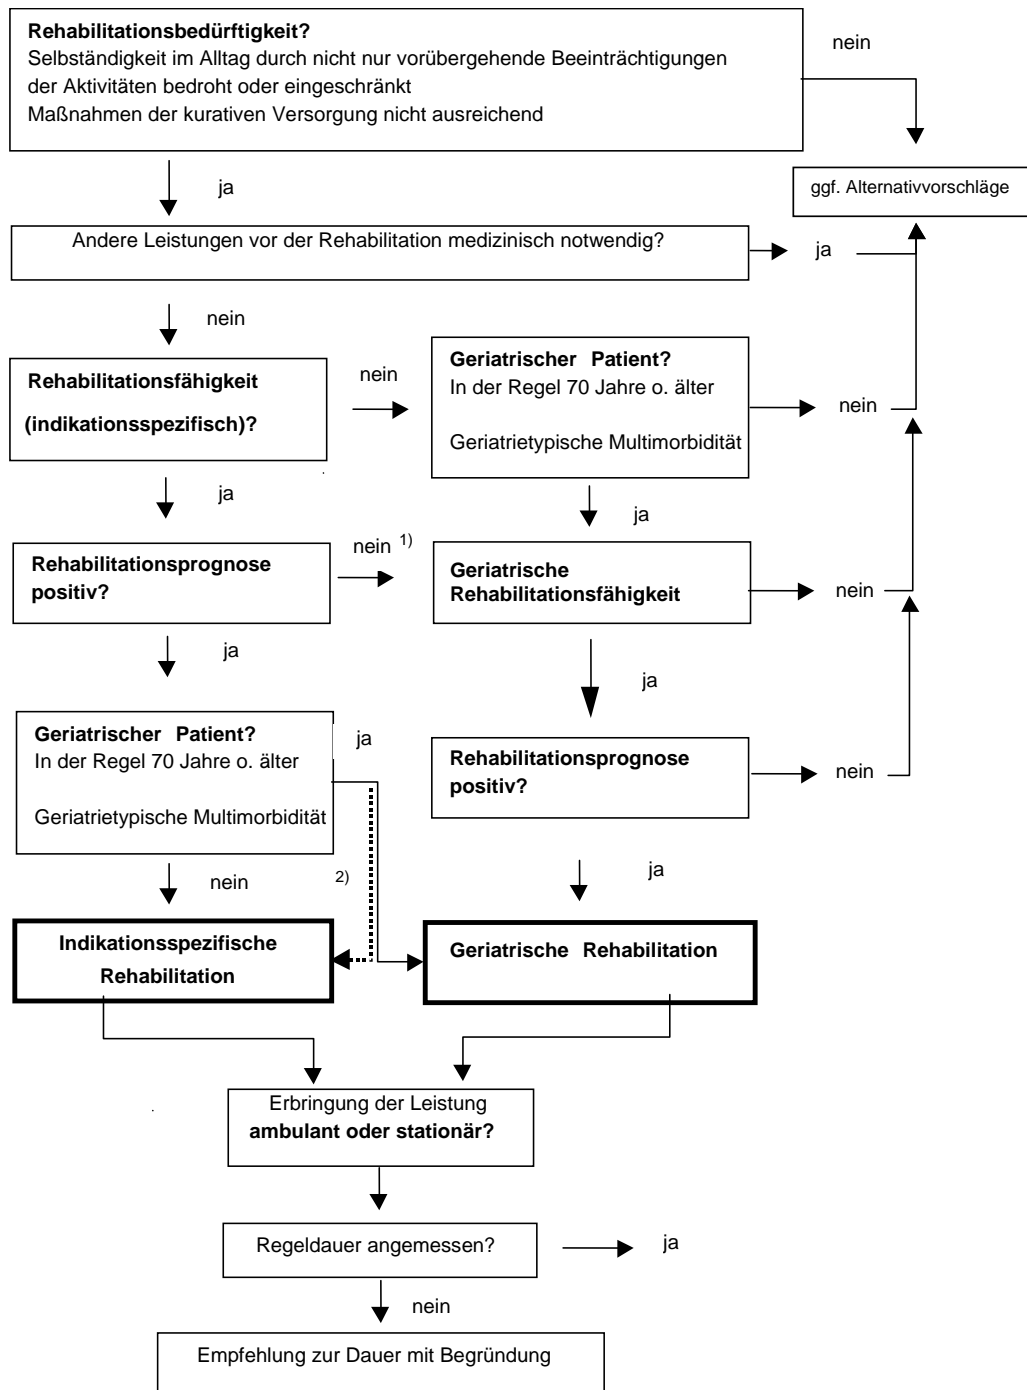 Rehabilitationsbedürftigkeit?
Selbständigkeit im Alltag durch nicht nur vorübergehende Beeinträchtigungen
der Aktivitäten bedroht oder eingeschränkt
Maßnahmen der kurativen Versorgung nicht ausreichend
nein
ja
ggf. Alternativvorschläge
Andere Leistungen vor der Rehabilitation medizinisch notwendig?
ja
nein
Rehabilitationsfähigkeit
(indikationsspezifisch)?
nein
Geriatrischer Patient?
In der Regel 70 Jahre o. älter
Geriatrietypische Multimorbidität
nein
ja
ja
Rehabilitationsprognose
positiv?
nein 1)
Geriatrische
Rehabilitationsfähigkeit
nein
ja
ja
Geriatrischer Patient?
In der Regel 70 Jahre o. älter
Geriatrietypische Multimorbidität
ja
Rehabilitationsprognose
positiv?
nein
nein
2)
ja
Indikationsspezifische
Rehabilitation
Geriatrische Rehabilitation
Erbringung der Leistung
ambulant oder stationär?
Regeldauer angemessen?
ja
nein
Empfehlung zur Dauer mit Begründung